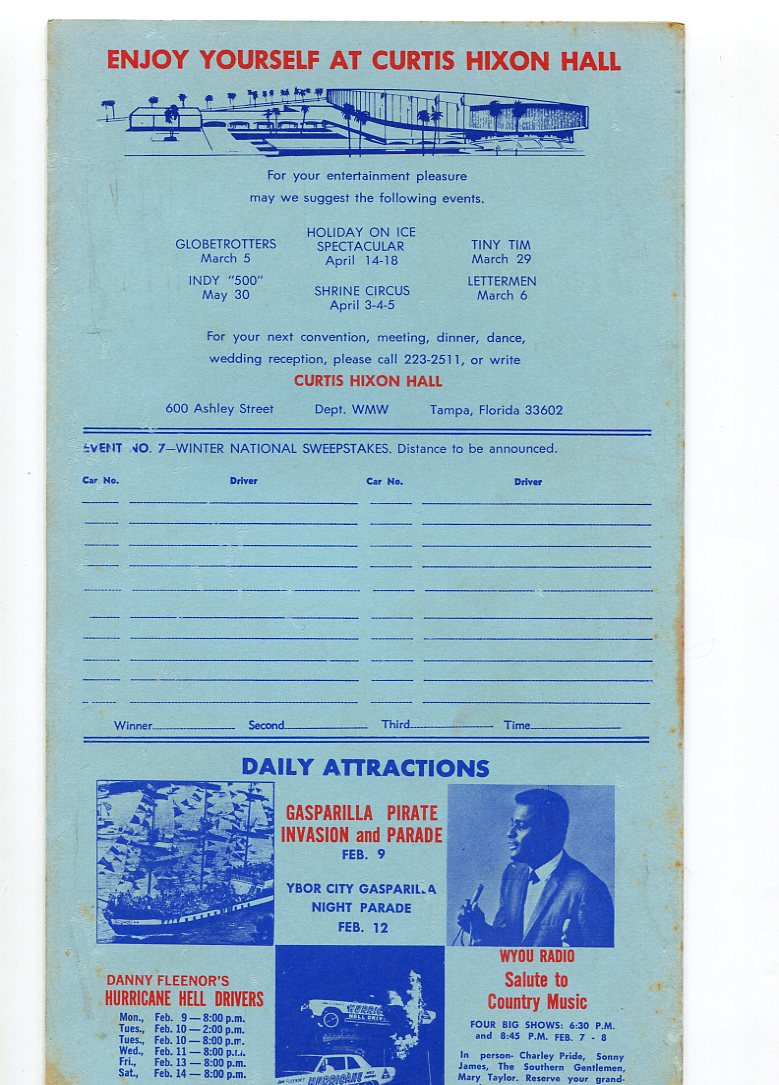 ENJOY YOURSELF AT CURTIS HIXON HALL
For your entertainment pleasure
may we suggest the following events.
GLOBETROTTERS
March 5
HOLIDAY ON ICE
SPECTACULAR
April 14-18
TINY TIM
March 29
INDY "500"
May 30
SHRINE CIRCUS
April 3-4-5
LETTERMEN
March 6
For your next convention, meeting, dinner, dance,
wedding reception, please call 223-2511, or write
CURTIS HIXON HALL
600 Ashley Street Dept. WMW Tampa, Florida 33602
EVENT NO. 7—WINTER NATIONAL SWEEPSTAKES. Distance to be announced.
Car No. Driver Car No. Driver
Winner Second Third Time
DAILY ATTRACTIONS
GASPARILLA PIRATE
INVASION and PARADE
FEB. 9
YBOR CITY GASPARILLA
NIGHT PARADE
FEB. 12
DANNY FLEENOR'S
HURRICANE HELL DRIVERS
Mon., Feb. 9 — 8:00 p.m.
Tues., Feb. 10 — 2:00 p.m.
Tues., Feb. 10 — 8:00 p.m.
Wed., Feb. 11 — 8:00 p.m.
Fri., Feb. 13 — 8:00 p.m.
Sat., Feb. 14 — 8:00 p.m.
HELL DRIV
HURRICANE
WYOU RADIO
Salute to
Country Music
FOUR BIG SHOWS: 6:30 P.M.
and 8:45 P.M. FEB. 7 - 8
In person- Charley Pride, Sonny
James, The Southern Gentlemen,
Mary Taylor. Reserve your grand-